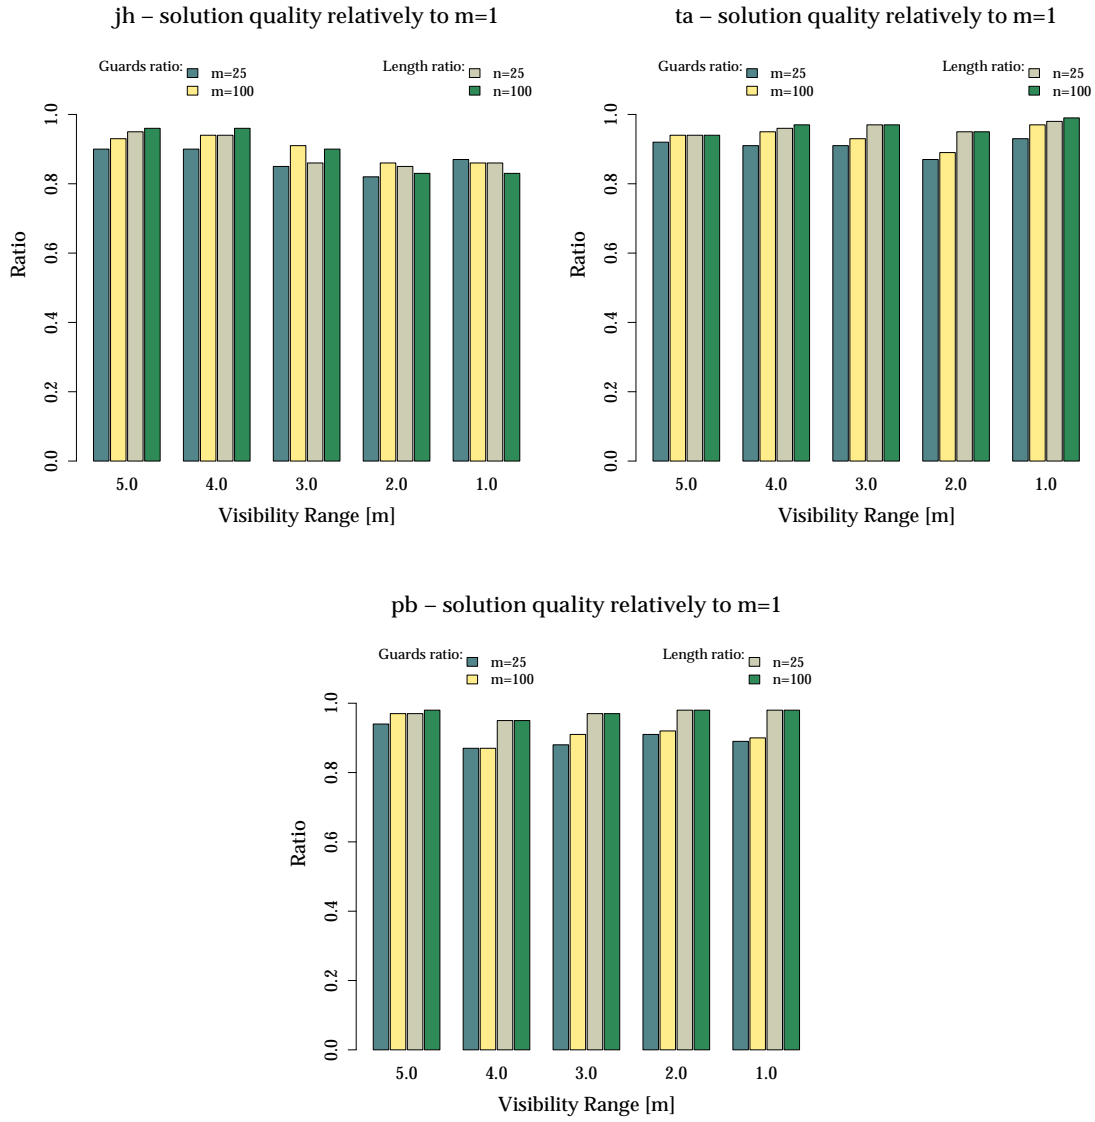 jh – solution quality relatively to m=1
Guards ratio: m=25 Length ratio: n=25
m=100 n=100
1.0
0.8
0.6
0.4
0.2
0.0
Ratio
5.0 4.0 3.0 2.0 1.0
Visibility Range [m]
ta – solution quality relatively to m=1
Guards ratio: m=25 Length ratio: n=25
m=100 n=100
1.0
0.8
0.6
0.4
0.2
0.0
Ratio
5.0 4.0 3.0 2.0 1.0
Visibility Range [m]
pb – solution quality relatively to m=1
Guards ratio: m=25 Length ratio: n=25
m=100 n=100
1.0
0.8
0.6
0.4
0.2
0.0
Ratio
5.0 4.0 3.0 2.0 1.0
Visibility Range [m]